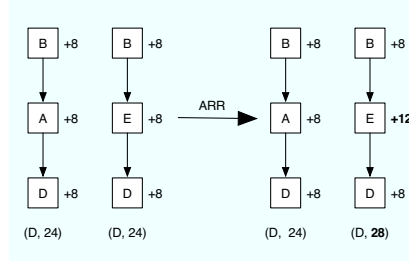 B +8 B +8 B +8 B +8
ARR
A +8 E +8 A +8 E +12
D +8 D +8 D +8 D +8
(D, 24) (D, 24) (D, 24) (D, 28)